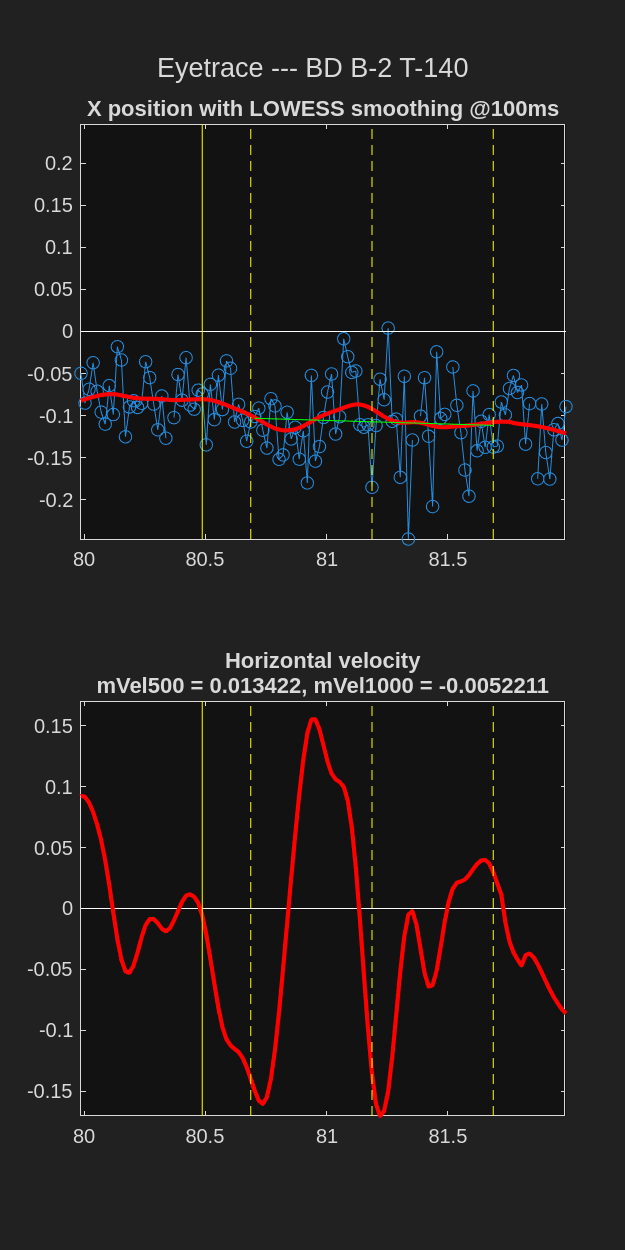 Eyetrace --- BD B-2 T-140
X position with LOWESS smoothing @100ms
0.2
0.15
0.1
0.05
0
-0.05
-0.1
-0.15
-0.2
80 80.5 81 81.5
Horizontal velocity
mVel500 = 0.013422, mVel1000 = -0.0052211
0.15
0.1
0.05
0
-0.05
-0.1
-0.15
80 80.5 81 81.5